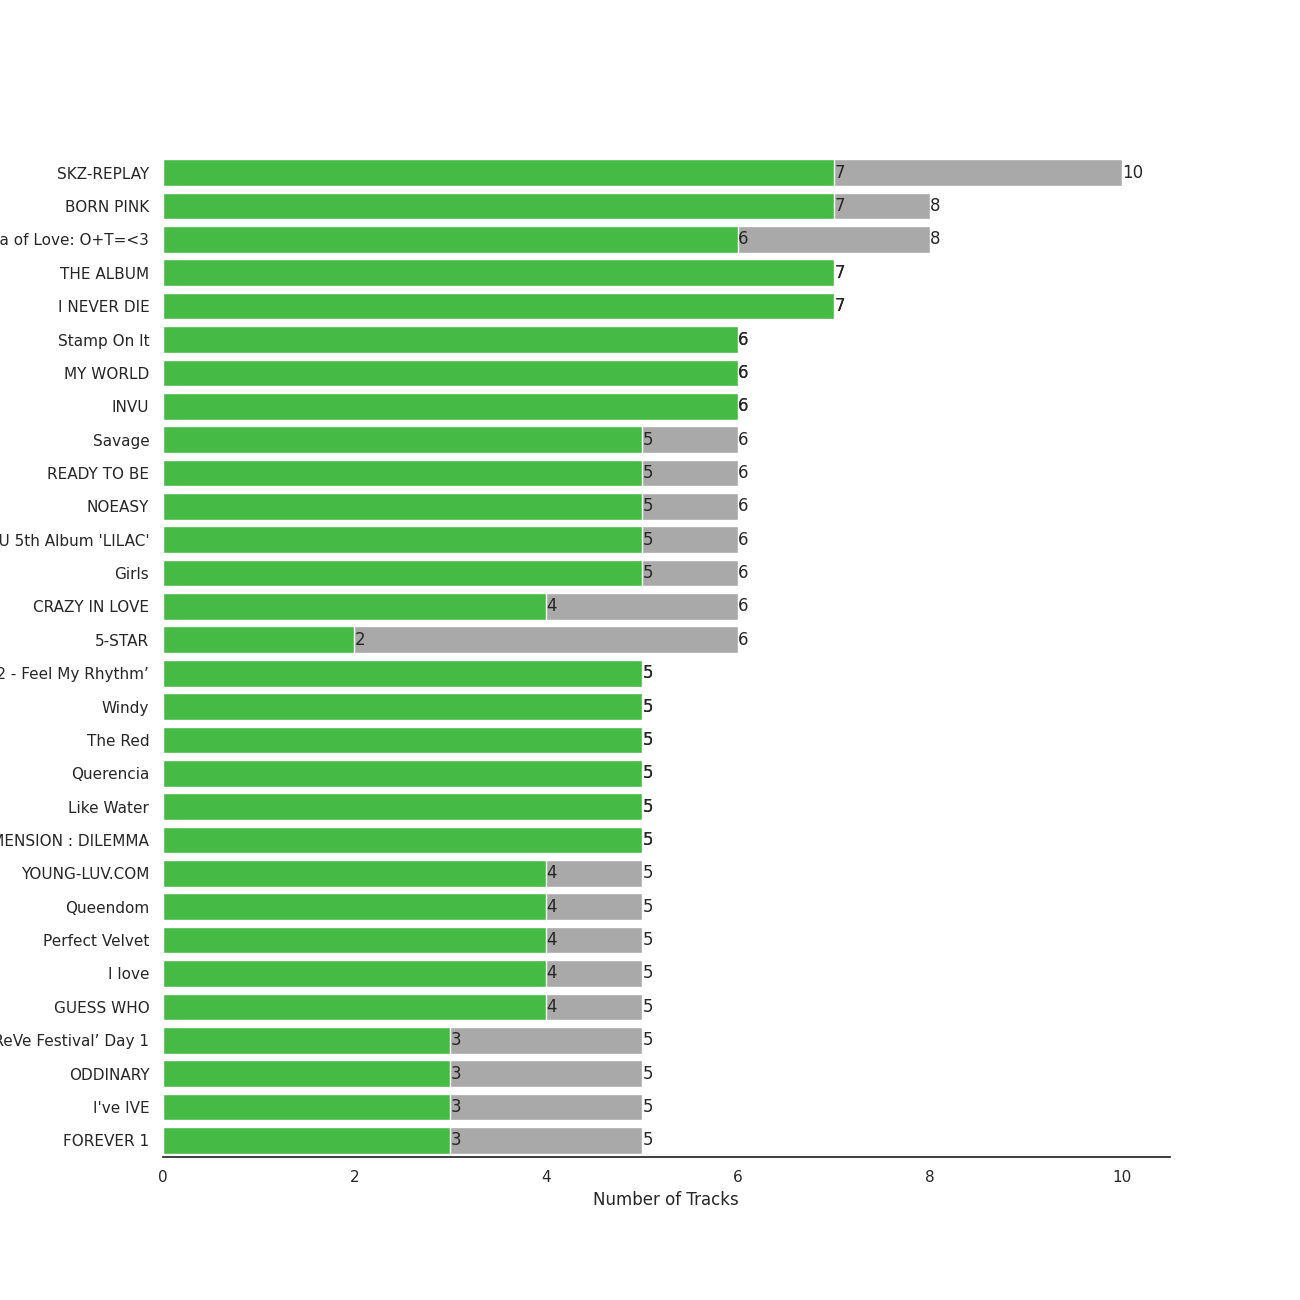 SKZ-REPLAY 7 10
BORN PINK 7 8
a of Love: O+T=<3 6 8
THE ALBUM 7
I NEVER DIE 7
Stamp On It 6
MY WORLD 6
INVU 6
Savage 5 6
READY TO BE 5 6
NOEASY 5 6
U 5th Album 'LILAC' 5 6
Girls 5 6
CRAZY IN LOVE 4 6
5-STAR 2 6
2 - Feel My Rhythm’ 5
Windy 5
The Red 5
Querencia 5
Like Water 5
MENSION : DILEMMA 5
YOUNG-LUV.COM 4 5
Queendom 4 5
Perfect Velvet 4 5
I love 4 5
GUESS WHO 4 5
ReVe Festival’ Day 1 3 5
ODDINARY 3 5
I've IVE 3 5
FOREVER 1 3 5
0 2 4 6 8 10
Number of Tracks